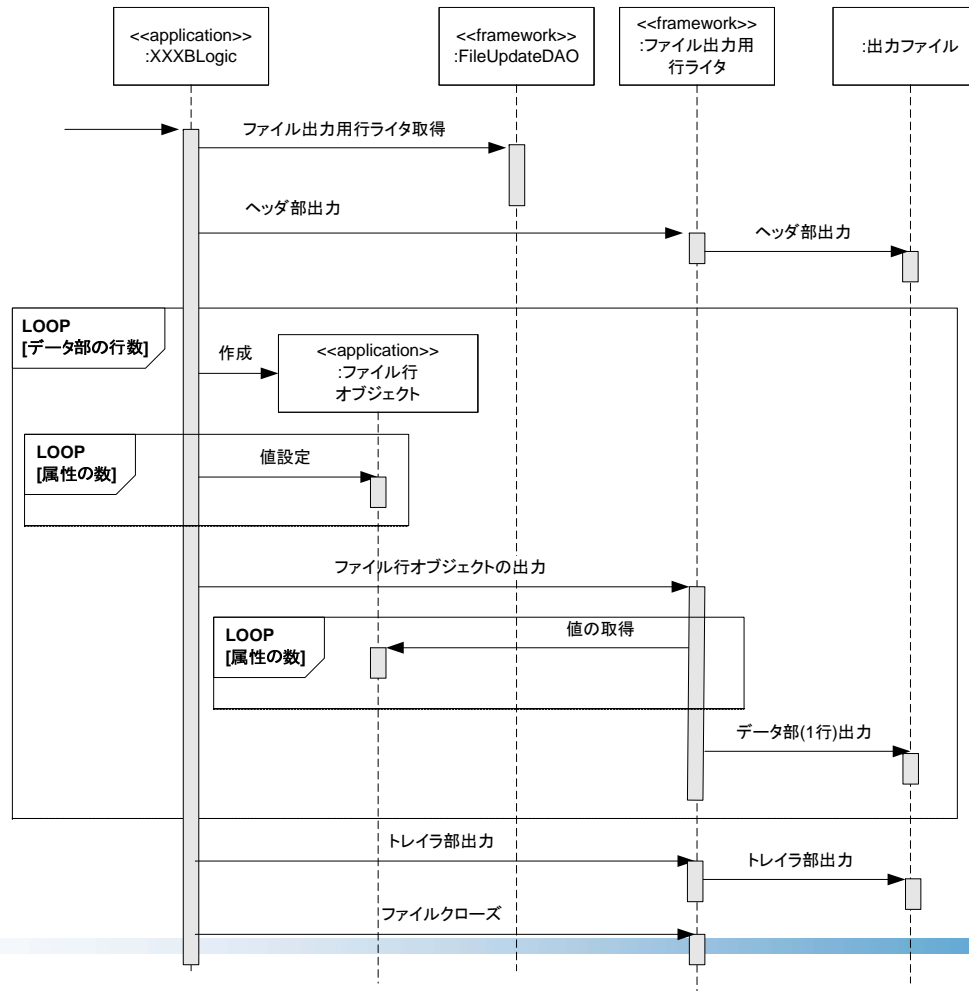 <<application>>
:XXXBLogic
<<framework>>
:FileUpdateDAO
<<framework>>
:ファイル出力用
行ライタ
:出力ファイル
ファイル出力用行ライタ取得
ヘッダ部出力
ヘッダ部出力
LOOP
[データ部の行数]
作成
<<application>>
:ファイル行
オブジェクト
LOOP
[属性の数]
値設定
ファイル行オブジェクトの出力
LOOP
[属性の数]
値の取得
データ部(1行)出力
トレイラ部出力
トレイラ部出力
ファイルクローズ